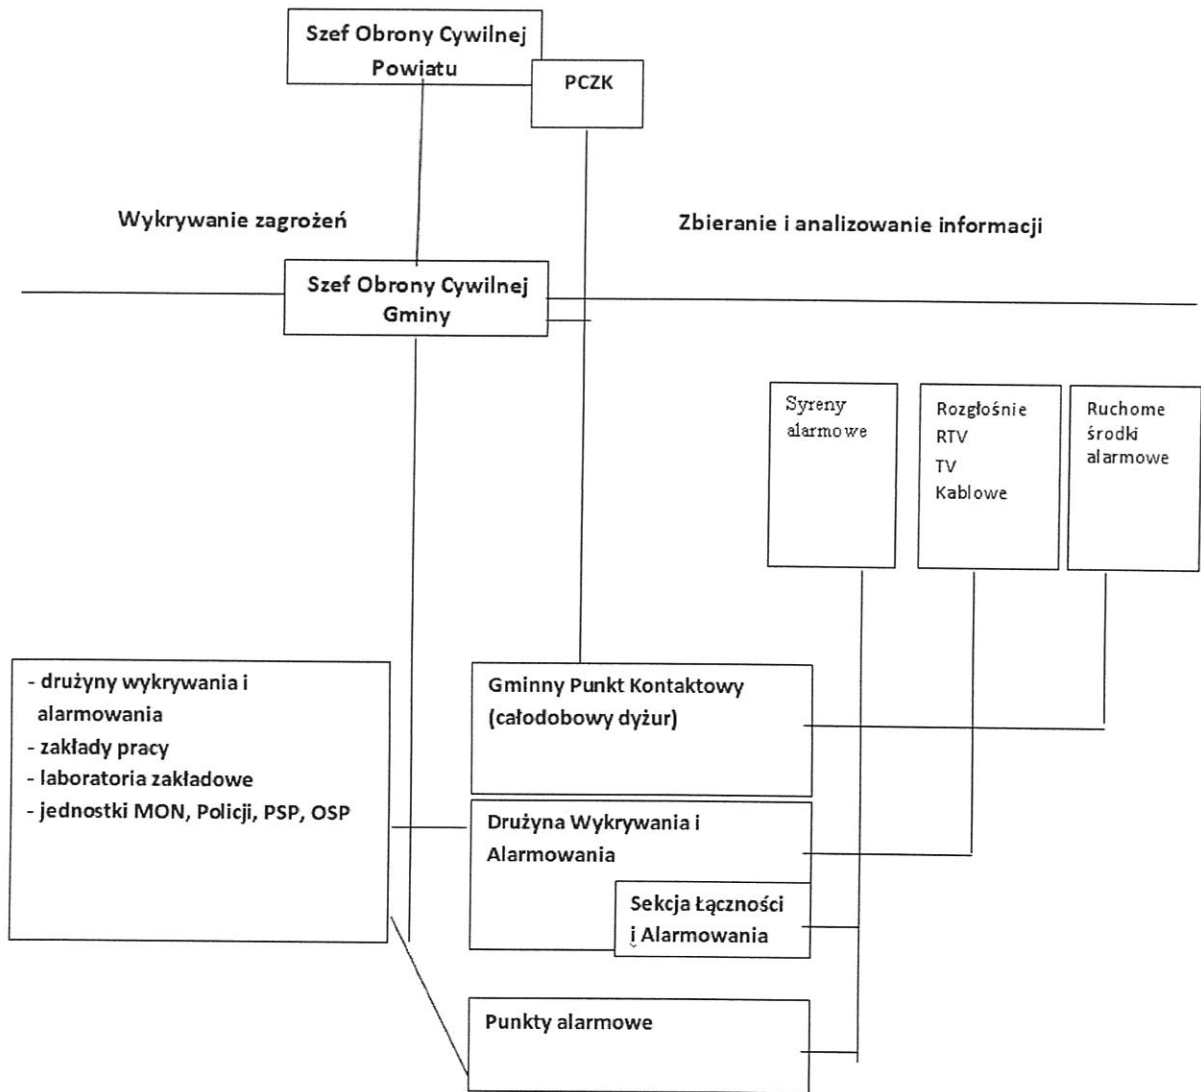 Szef Obrony Cywilnej
Powiatu
PCZK
Wykrywanie zagrożeń
Zbieranie i analizowanie informacji
Szef Obrony Cywilnej
Gminy
Syreny
alarmowe
Rozgłośnie
RTV
TV
Kablowe
Ruchome
środki
alarmowe
- drużyny wykrywania i
alarmowania
- zakłady pracy
- laboratoria zakładowe
- jednostki MON, Policji, PSP, OSP
Gminny Punkt Kontaktowy
(całodobowy dyżur)
Drużyna Wykrywania i
Alarmowania
Sekcja Łączności
i Alarmowania
Punkty alarmowe